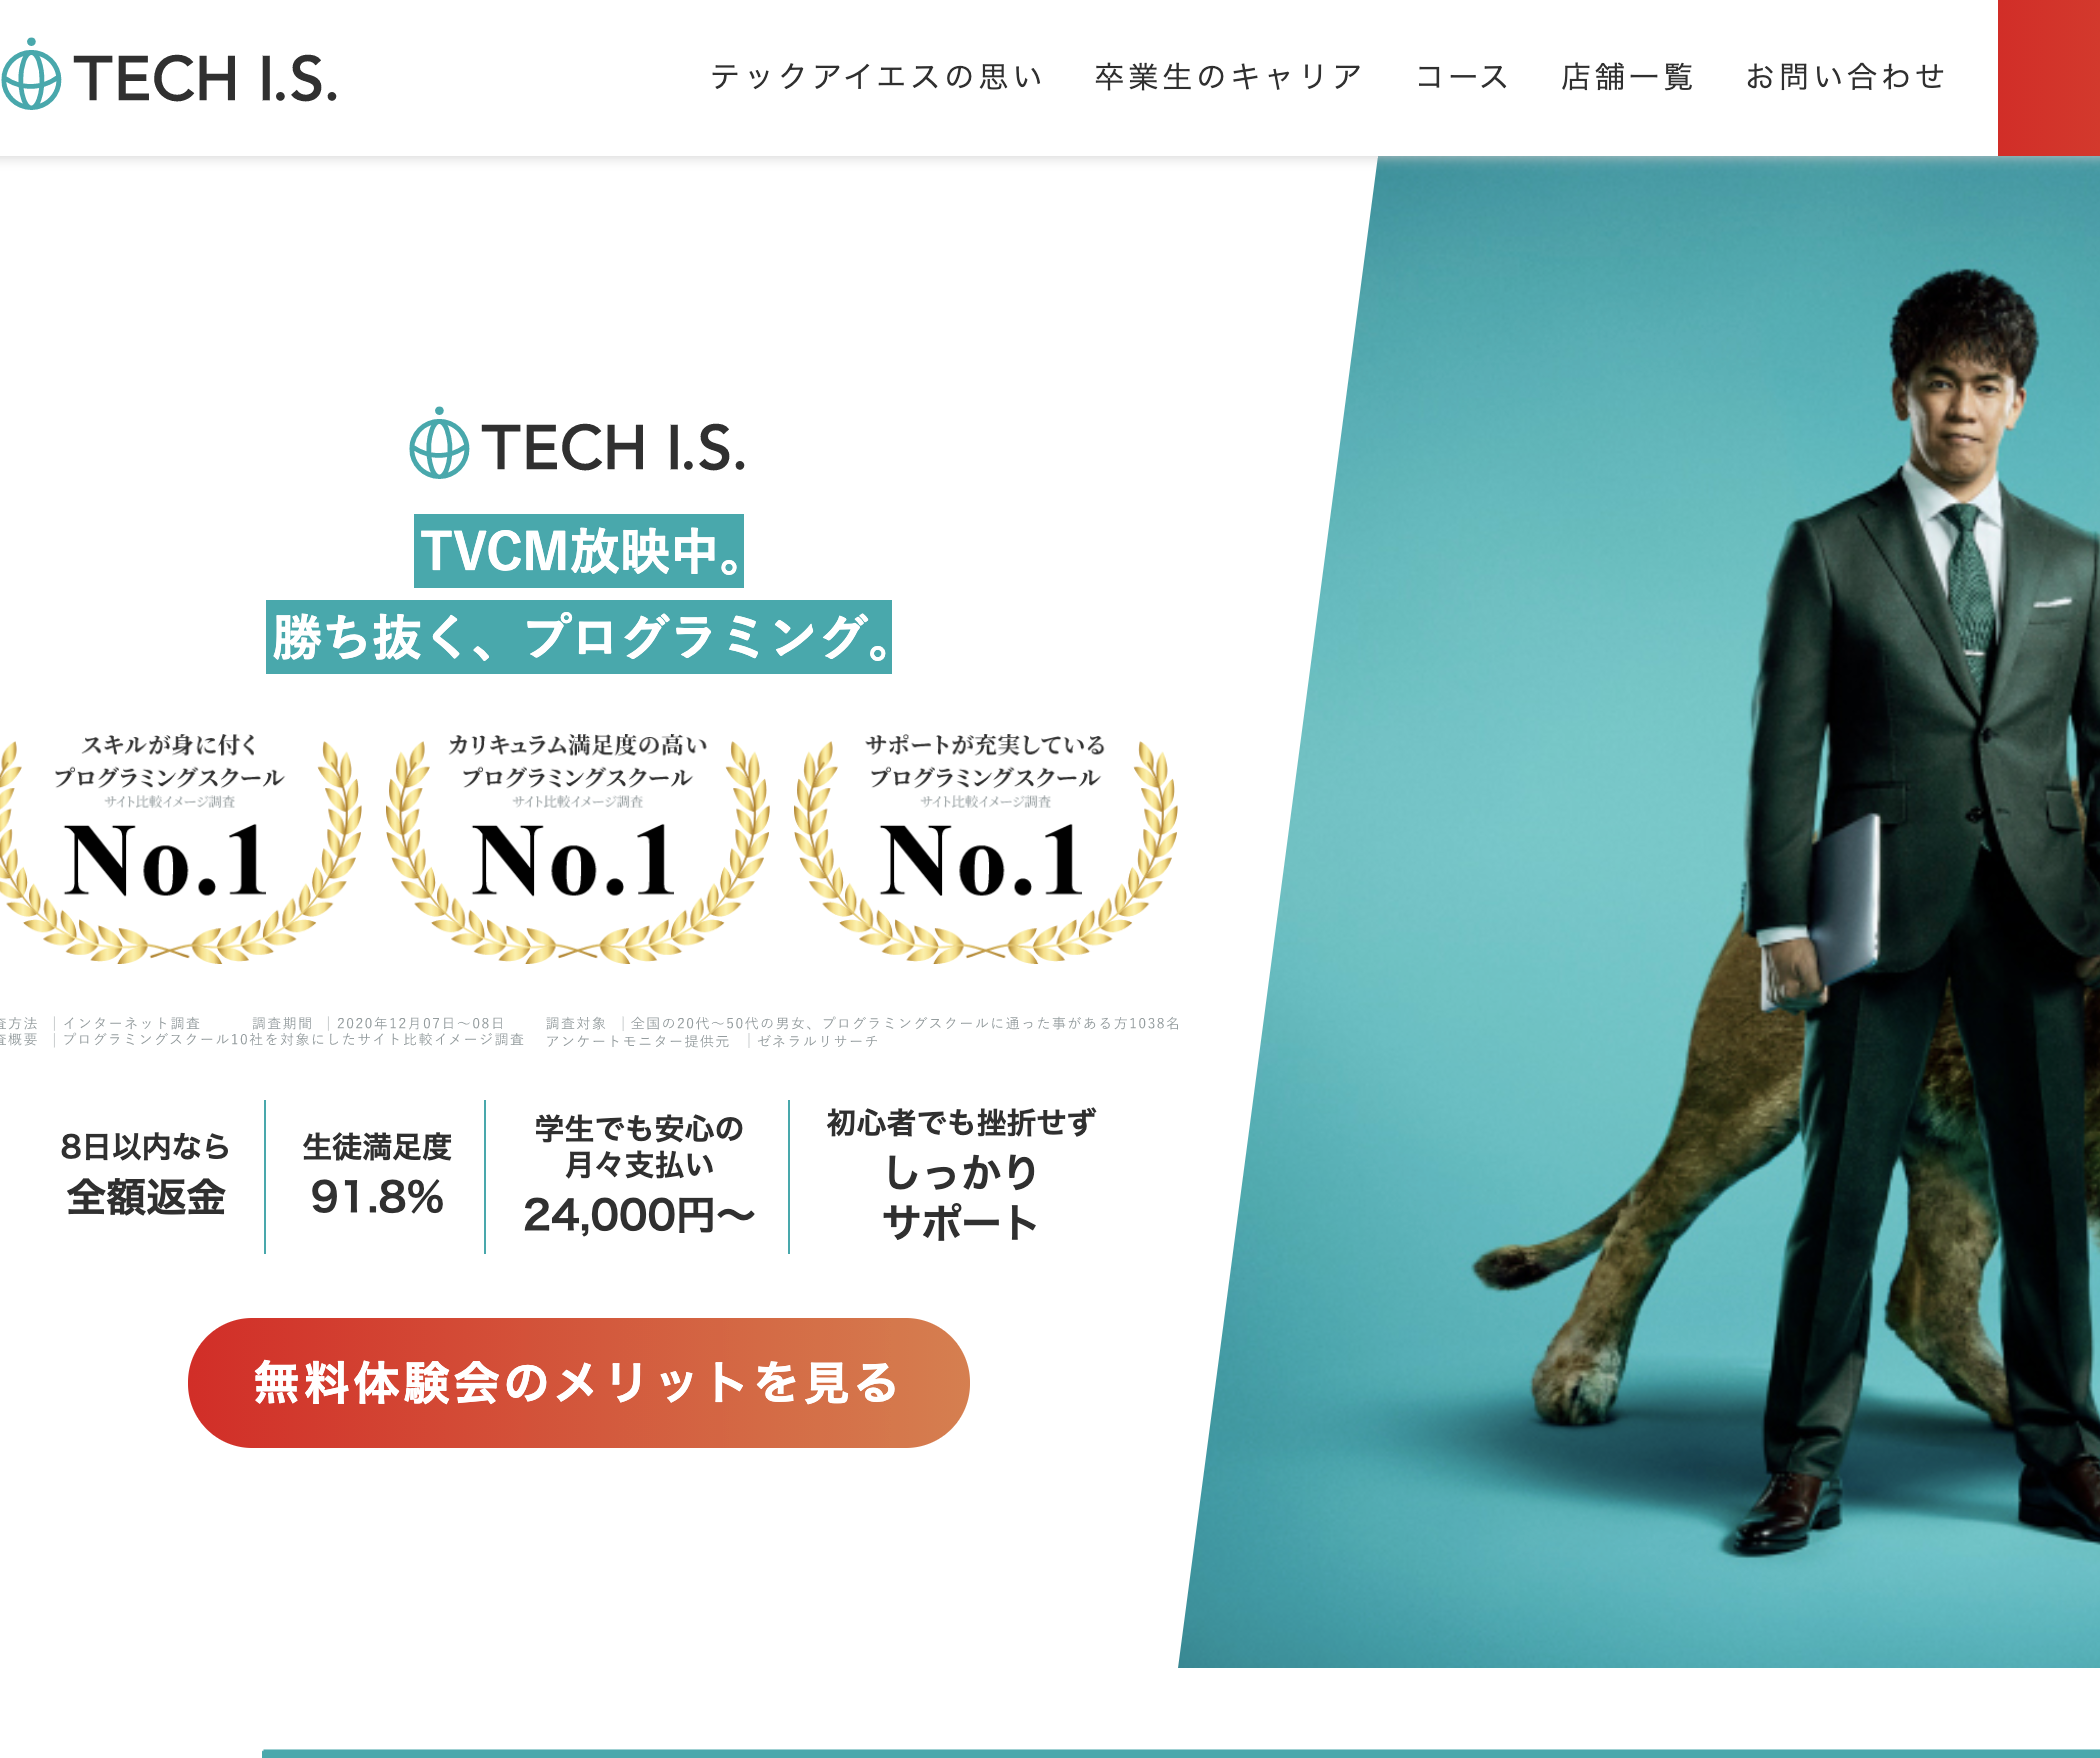 TECH I.S.
テックアイエスの思い 卒業生のキャリア コース 店舗一覧 お問い合わせ
TECH I.S.
TVCM放映中。
勝ち抜く、プログラミング。
スキルが身に付く
プログラミングスクール
サイト比較イメージ調査
No.1
カリキュラム満足度の高い
プログラミングスクール
サイト比較イメージ調査
No.1
サポートが充実している
プログラミングスクール
サイト比較イメージ調査
No.1
査方法 インターネット調査 調査期間 2020年12月07日〜08日
査概要 プログラミングスクール10社を対象にしたサイト比較イメージ調査
調査対象 全国の20代〜50代の男女、プログラミングスクールに通った事がある方1038名
アンケートモニター提供元 ゼネラルリサーチ
8日以内なら
全額返金
生徒満足度
91.8%
学生でも安心の
月々支払い
24,000円〜
初心者でも挫折せず
しっかり
サポート
無料体験会のメリットを見る